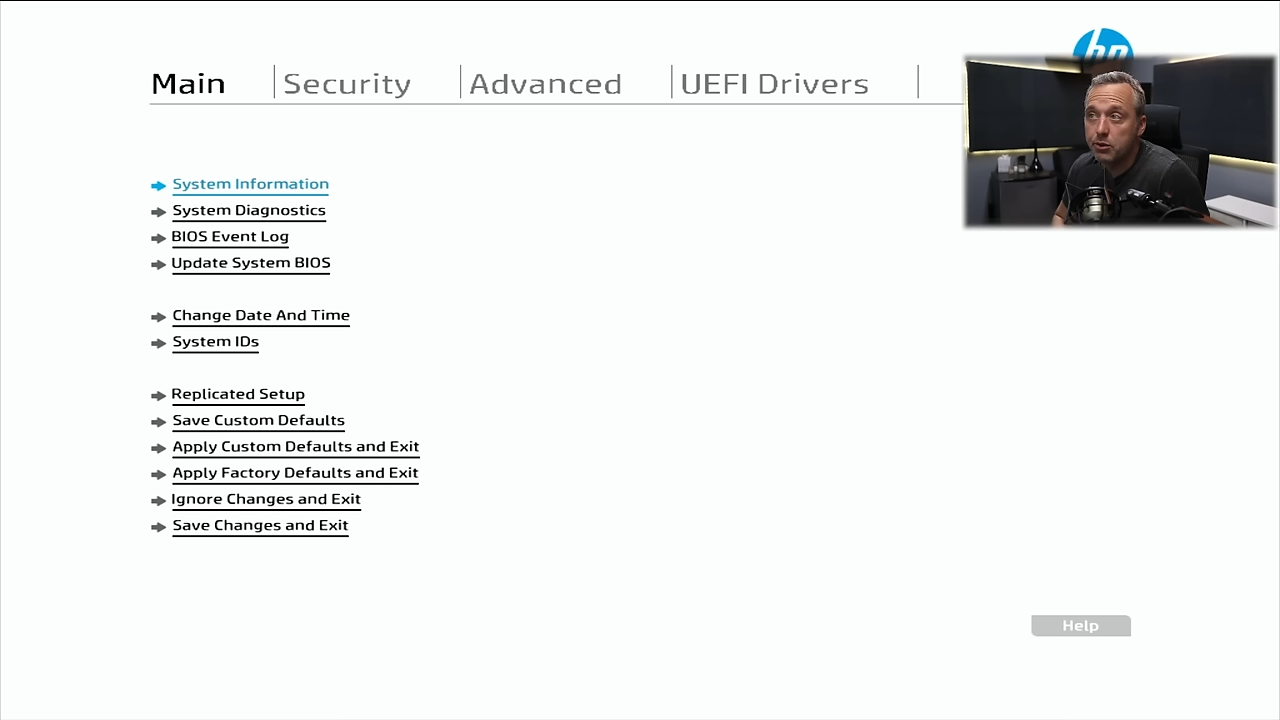 hp
Main
Security
Advanced
UEFI Drivers
System Information
System Diagnostics
BIOS Event Log
Update System BIOS
Change Date And Time
System IDs
Replicated Setup
Save Custom Defaults
Apply Custom Defaults and Exit
Apply Factory Defaults and Exit
Ignore Changes and Exit
Save Changes and Exit
Help